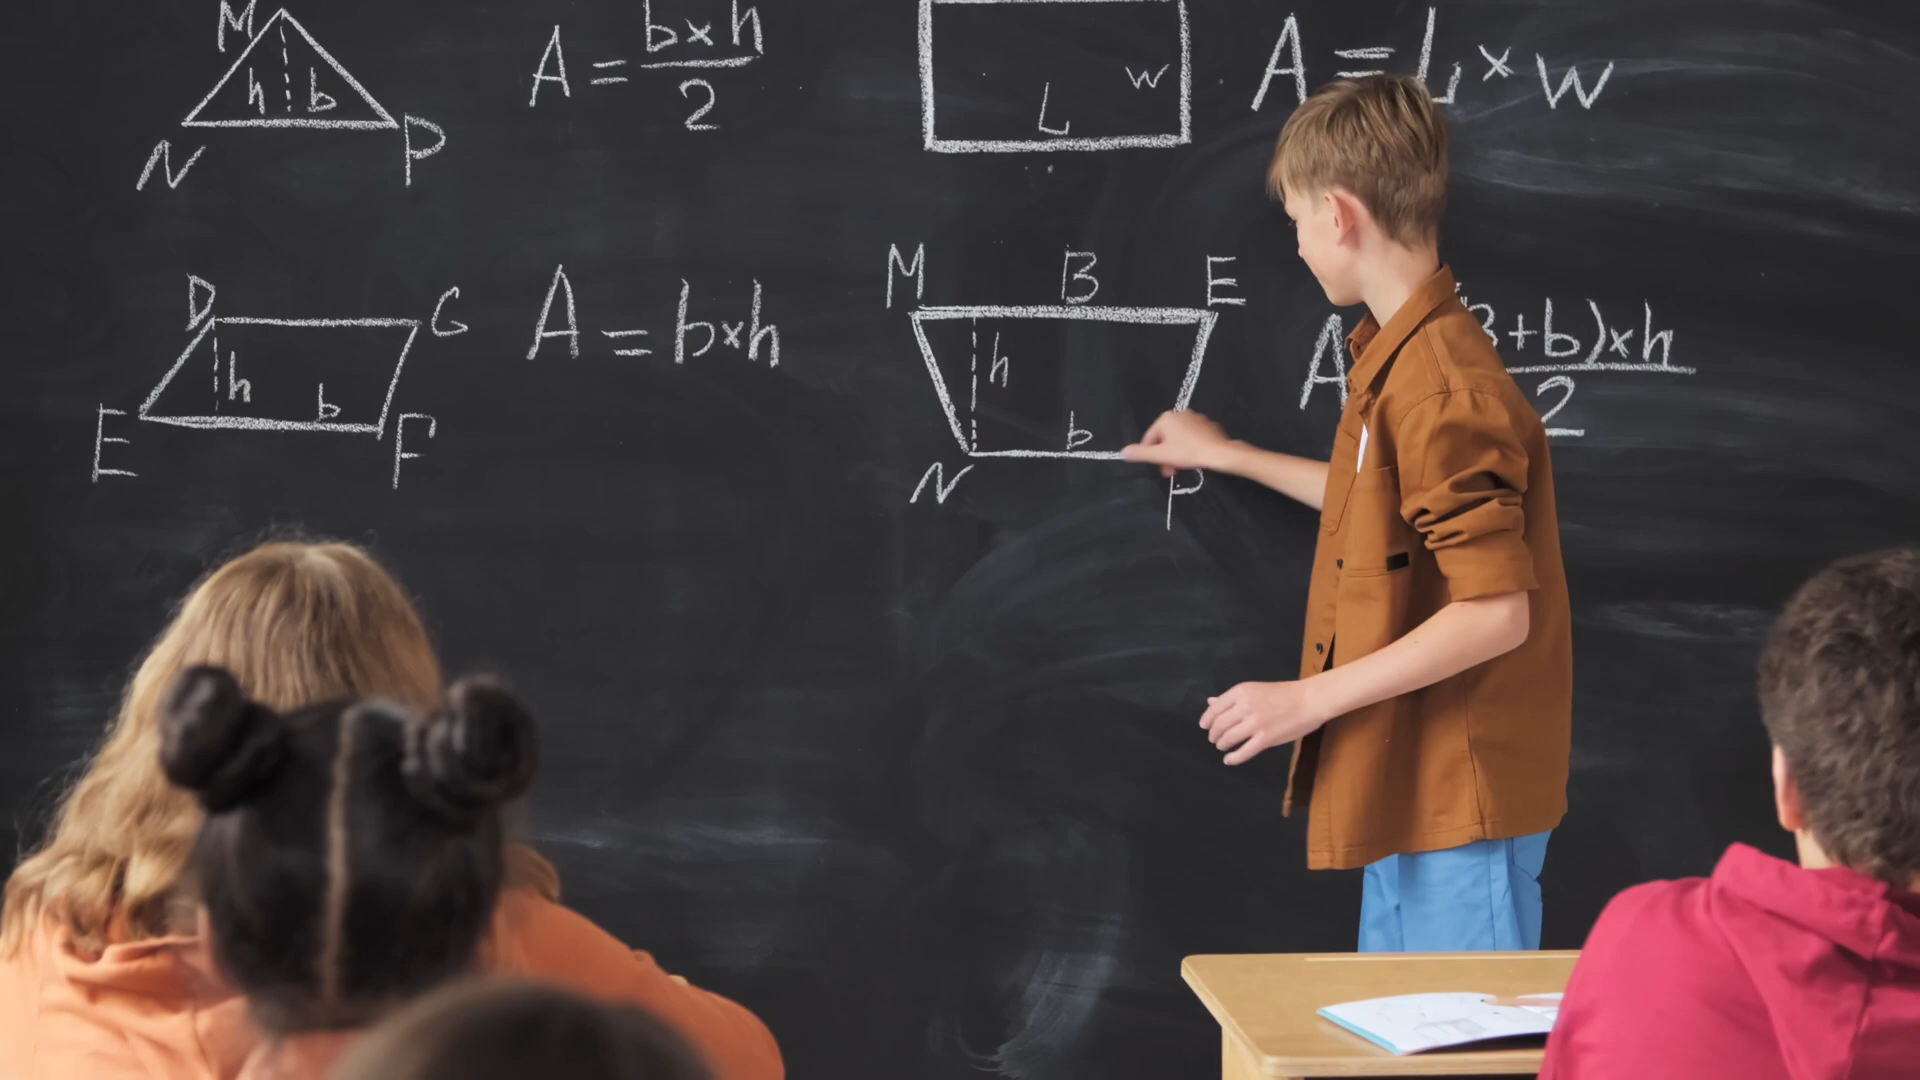 M
h b
N P
A = b×h
2
L W
A = L×W
D G
h b
E F
A = b×h
M B E
h b
N P
A +b)×h
2